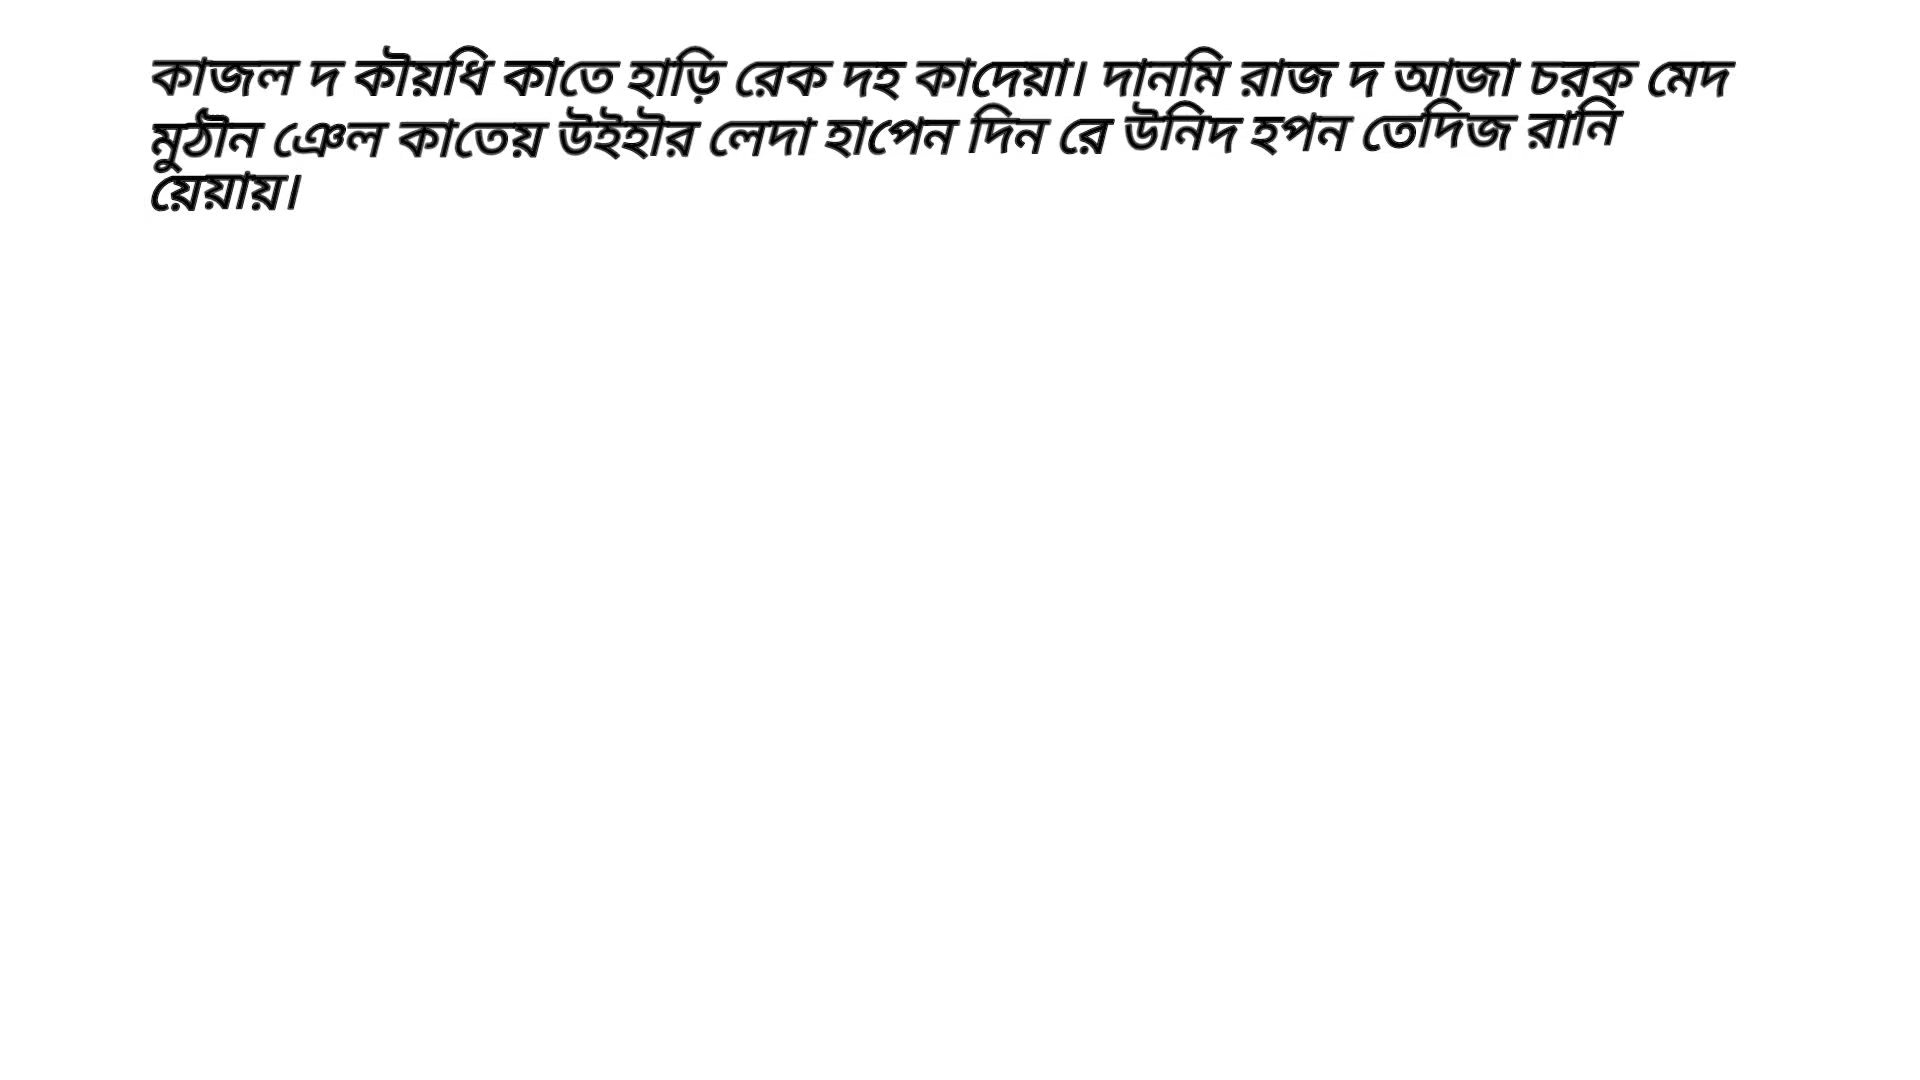 কাজল দ কীয়ধি কাতে হাড়ি রেক দহ কাদেয়া। দানমি রাজ দ আজা চরক মেদ
মুঠীন ঞেল কাতেয় উইহীর লেদা হাপেন দিন রে উনিদ হপন তেদিজ রানি
য়েয়ায়।